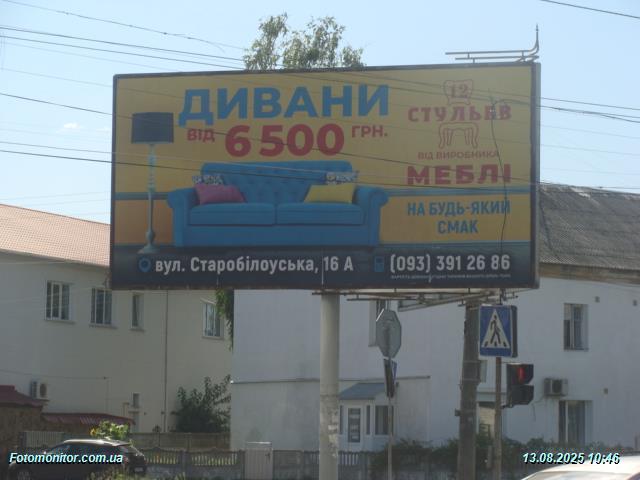 ДИВАНИ
ВІД 6 500 ГРН.
12
СТУЛЬЕВ
ВІД ВИРОБНИКА
МЕБЛІ
НА БУДЬ-ЯКИЙ
СМАК
вул. Старобілоуська, 16 А
(093) 391 26 86
Fotomonitor.com.ua
13.08.2025 10:46